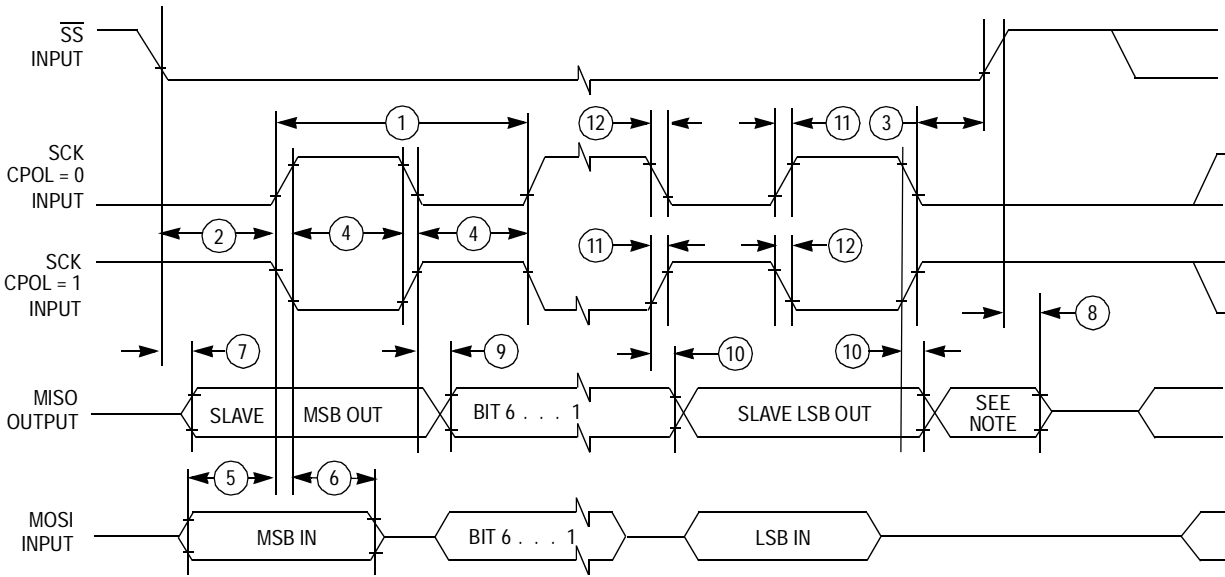 SS
INPUT
12
11
3
1
SCK
CPOL = 0
INPUT
2
4
4
11
12
SCK
CPOL = 1
INPUT
7
9
10
10
8
MISO
OUTPUT
SLAVE MSB OUT
BIT 6 . . . 1
SLAVE LSB OUT
SEE
NOTE
5
6
MOSI
INPUT
MSB IN
BIT 6 . . . 1
LSB IN